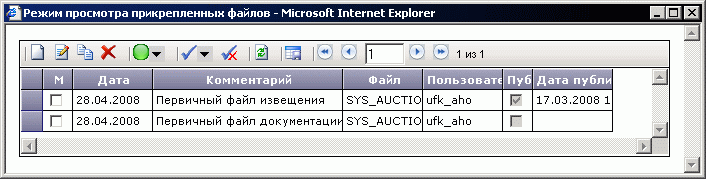 Режим просмотра прикрепленных файлов - Microsoft Internet Explorer
1 1 из 1
М Дата Комментарий Файл Пользовате Пуб Дата публи
28.04.2008 Первичный файл извещения SYS_AUCTIO ufk_aho 17.03.2008 1
28.04.2008 Первичный файл документации SYS_AUCTIO ufk_aho